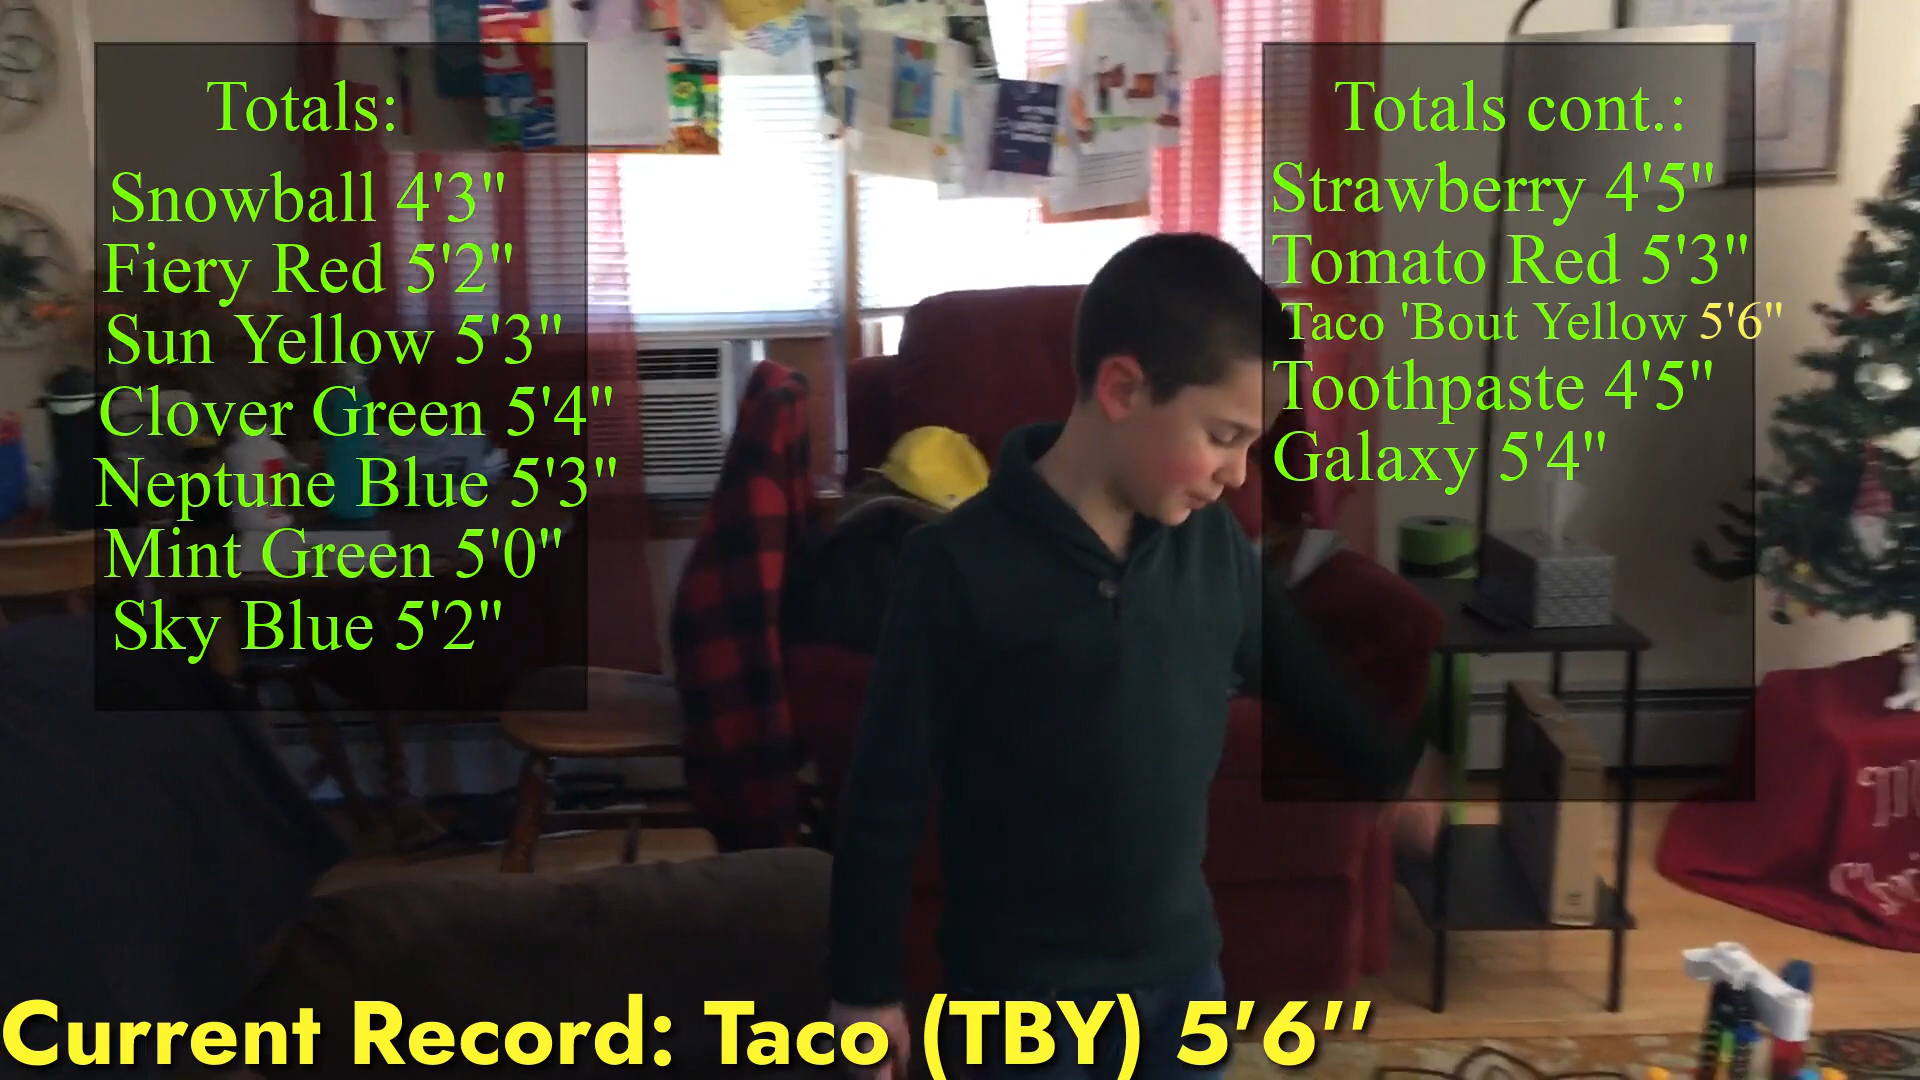 Totals:
Snowball 4'3"
Fiery Red 5'2"
Sun Yellow 5'3"
Clover Green 5'4"
Neptune Blue 5'3"
Mint Green 5'0"
Sky Blue 5'2"
Totals cont.:
Strawberry 4'5"
Tomato Red 5'3"
Taco 'Bout Yellow 5'6"
Toothpaste 4'5"
Galaxy 5'4"
Current Record: Taco (TBY) 5'6''